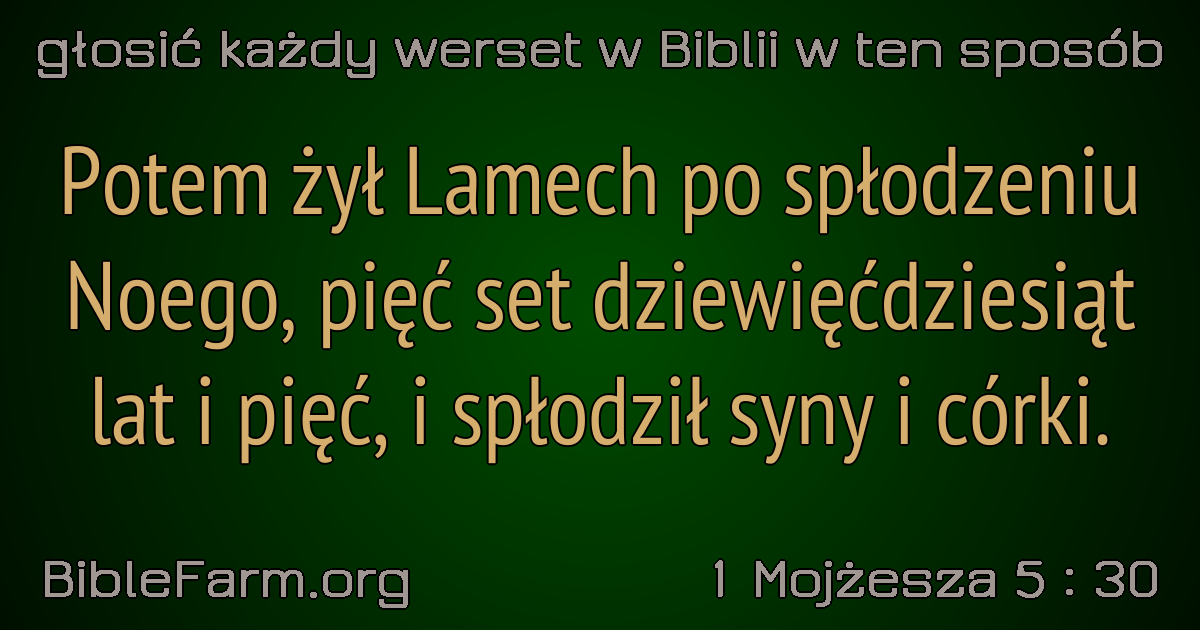 głosić każdy werset w Biblii w ten sposób
Potem żył Lamech po spłodzeniu
Noego, pięć set dziewięćdziesiąt
lat i pięć, i spłodził syny i córki.
BibleFarm.org
1 Mojżesza 5 : 30